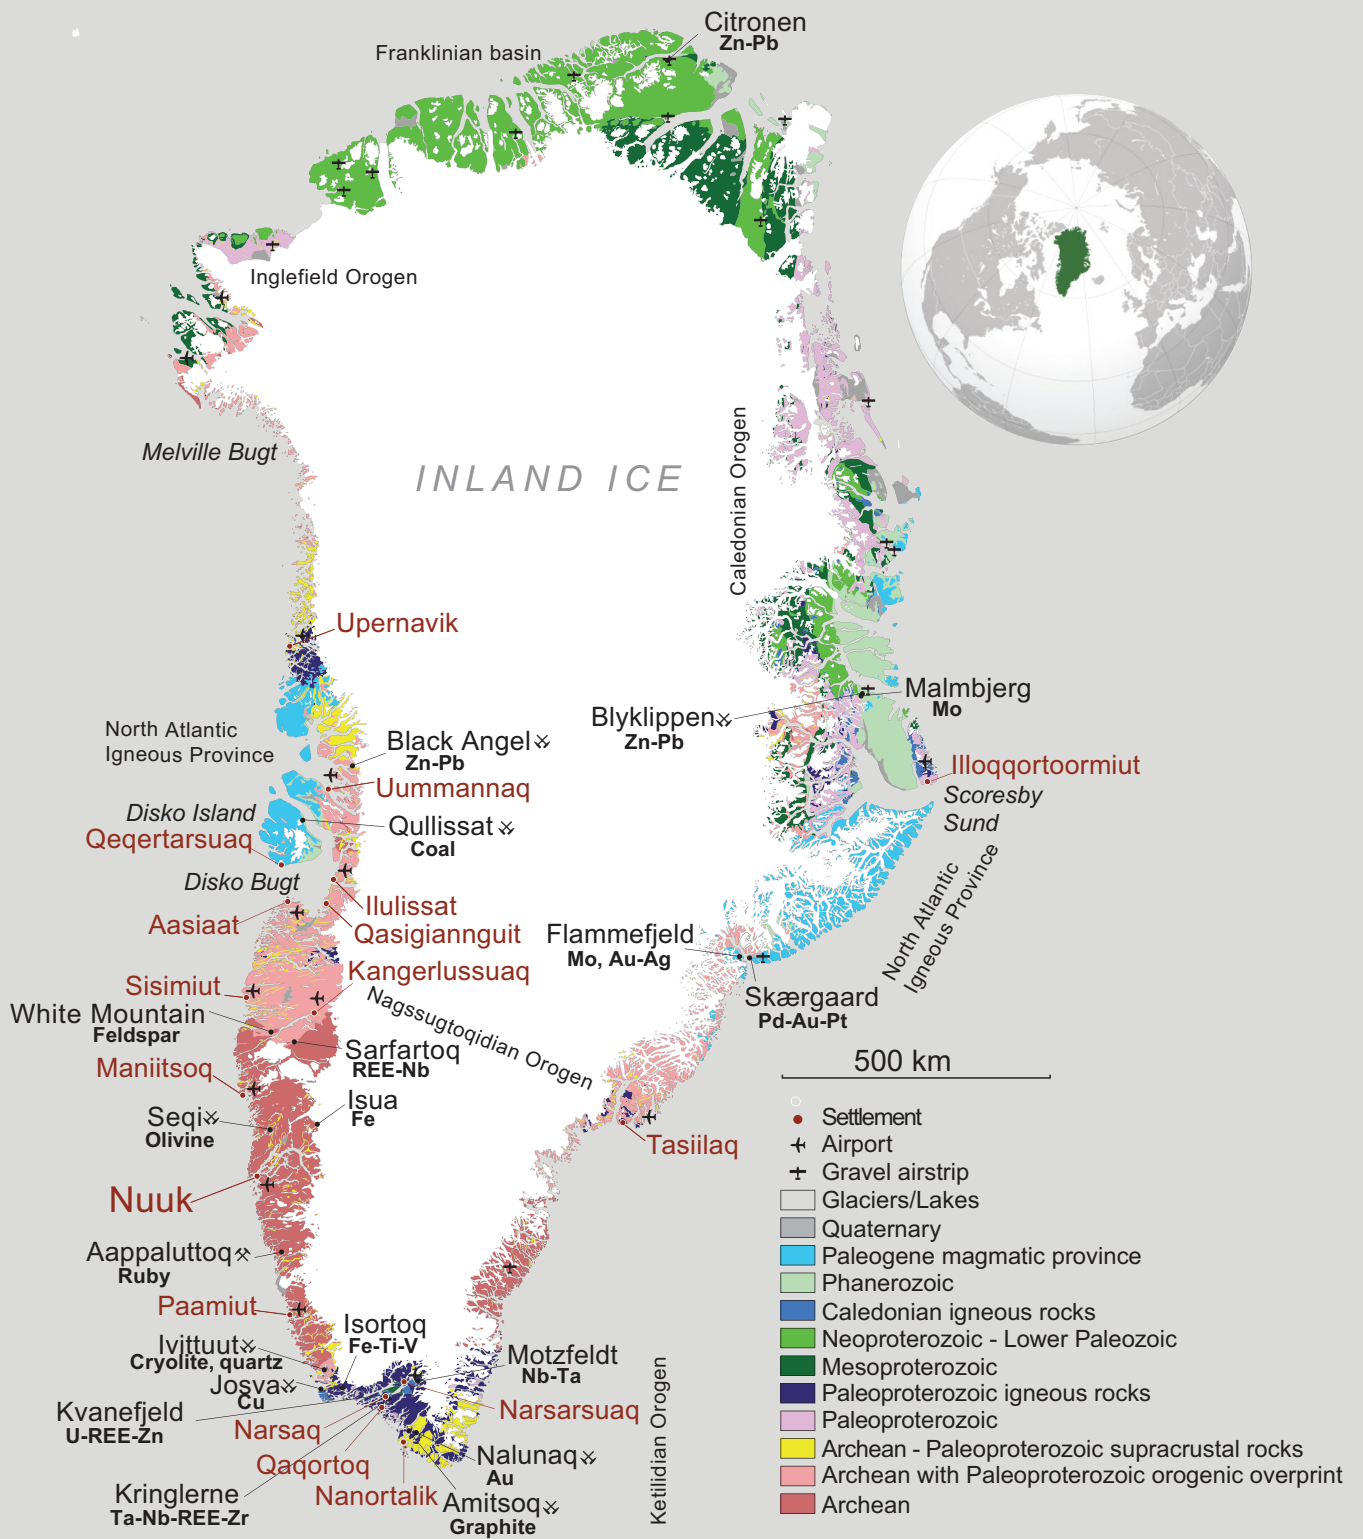 Citronen
Zn-Pb
Franklinian basin
Inglefield Orogen
Melville Bugt
INLAND ICE
Caledonian Orogen
Upernavik
North Atlantic
Igneous Province
Black Angel
Zn-Pb
Uummannaq
Disko Island
Qeqertarsuaq
Qullissat
Coal
Disko Bugt
Aasiaat
Ilulissat
Qasigiannguit
Kangerlussuaq
Sisimiut
White Mountain
Feldspar
Nagssugtoqidian Orogen
Sarfartoq
REE-Nb
Maniitsoq
Isua
Fe
Seqi
Olivine
Nuuk
Aappaluttoq
Ruby
Paamiut
Ivittuut
Cryolite, quartz
Isortoq
Fe-Ti-V
Josva
Cu
Motzfeldt
Nb-Ta
Kvanefjeld
U-REE-Zn
Narsaq
Narsarsuaq
Qaqortoq
Nanortalik
Nalunaq
Au
Kringlerne
Ta-Nb-REE-Zr
Amitsoq
Graphite
Ketilidian Orogen
Blyklippen
Zn-Pb
Malmbjerg
Mo
Illoqqortoormiut
Scoresby
Sund
North Atlantic
Igneous Province
Flammefjeld
Mo, Au-Ag
Skærgaard
Pd-Au-Pt
Tasiilaq
500 km
Settlement
Airport
Gravel airstrip
Glaciers/Lakes
Quaternary
Paleogene magmatic province
Phanerozoic
Caledonian igneous rocks
Neoproterozoic - Lower Paleozoic
Mesoproterozoic
Paleoproterozoic igneous rocks
Paleoproterozoic
Archean - Paleoproterozoic supracrustal rocks
Archean with Paleoproterozoic orogenic overprint
Archean